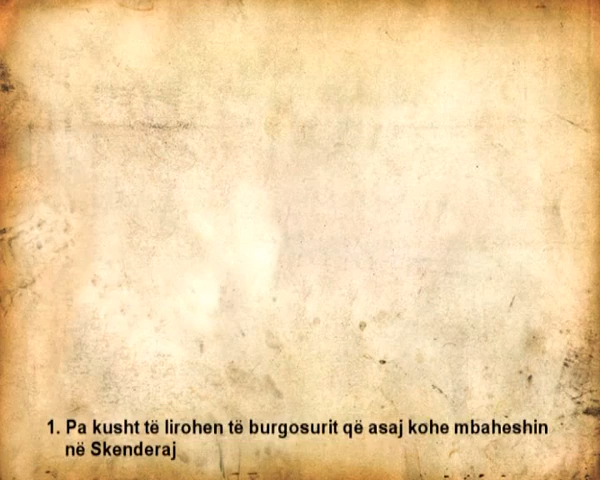 1. Pa kusht të lirohen të burgosurit që asaj kohe mbaheshin
në Skenderaj